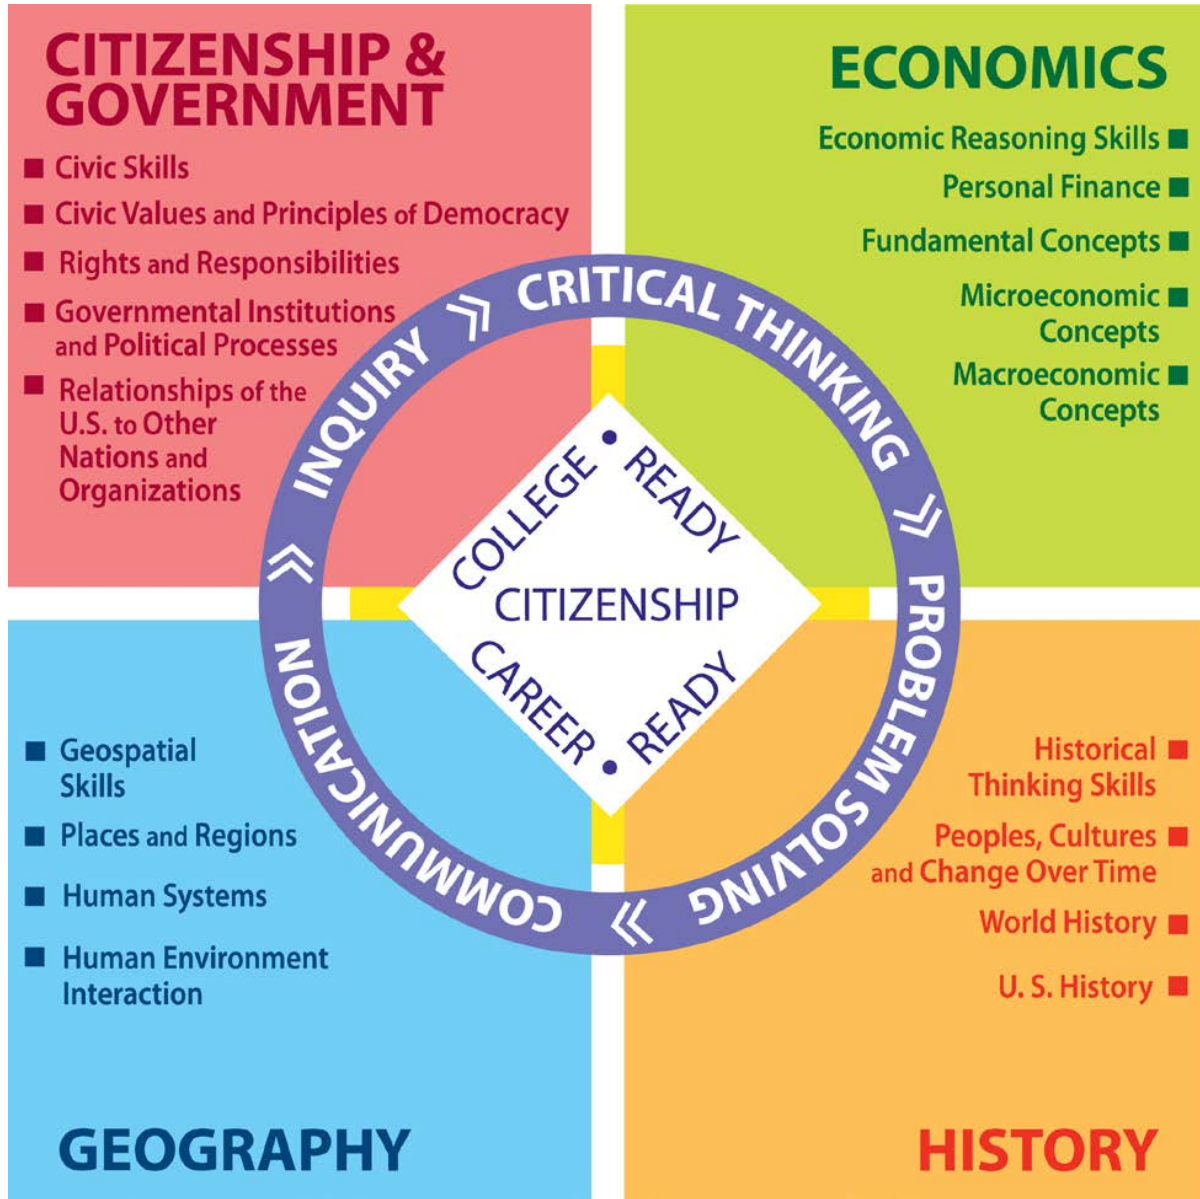 CITIZENSHIP &
GOVERNMENT
Civic Skills
Civic Values and Principles of Democracy
Rights and Responsibilities
Governmental Institutions
and Political Processes
Relationships of the
U.S. to Other
Nations and
Organizations
ECONOMICS
Economic Reasoning Skills
Personal Finance
Fundamental Concepts
Microeconomic
Concepts
Macroeconomic
Concepts
INQUIRY » CRITICAL THINKING » PROBLEM SOLVING » COMMUNICATION »
COLLEGE • READY
CITIZENSHIP
CAREER • READY
Geospatial
Skills
Places and Regions
Human Systems
Human Environment
Interaction
GEOGRAPHY
Historical
Thinking Skills
Peoples, Cultures
and Change Over Time
World History
U. S. History
HISTORY